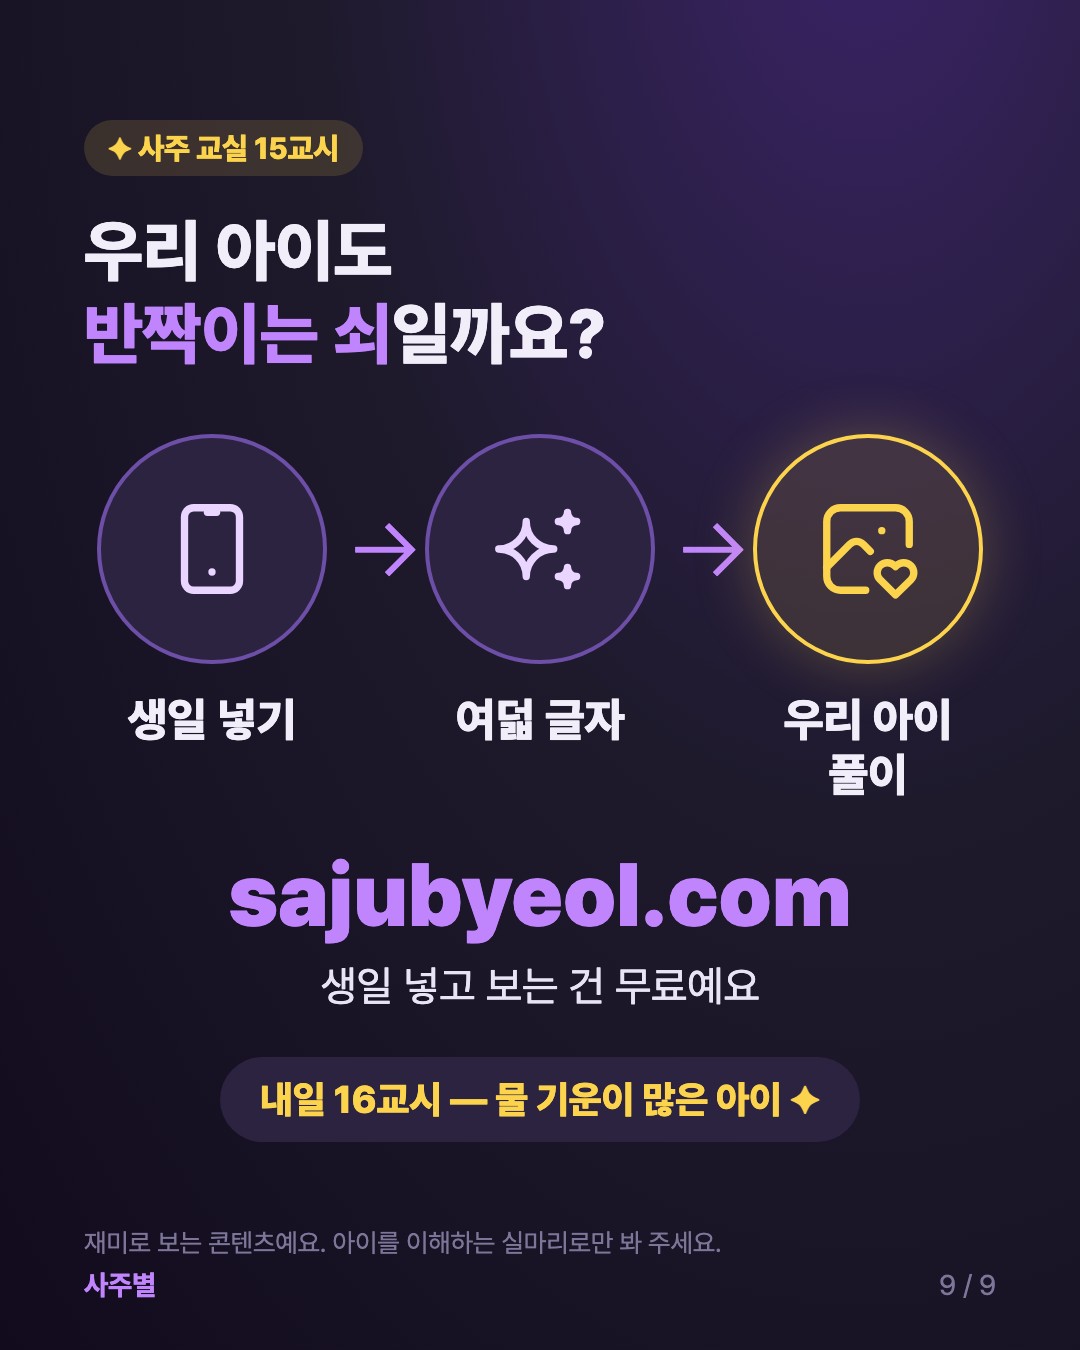 ✦ 사주 교실 15교시
우리 아이도
반짝이는 쇠일까요?
생일 넣기
여덟 글자
우리 아이
풀이
sajubyeol.com
생일 넣고 보는 건 무료예요
내일 16교시 — 물 기운이 많은 아이 ✦
재미로 보는 콘텐츠예요. 아이를 이해하는 실마리로만 봐 주세요.
사주별
9 / 9